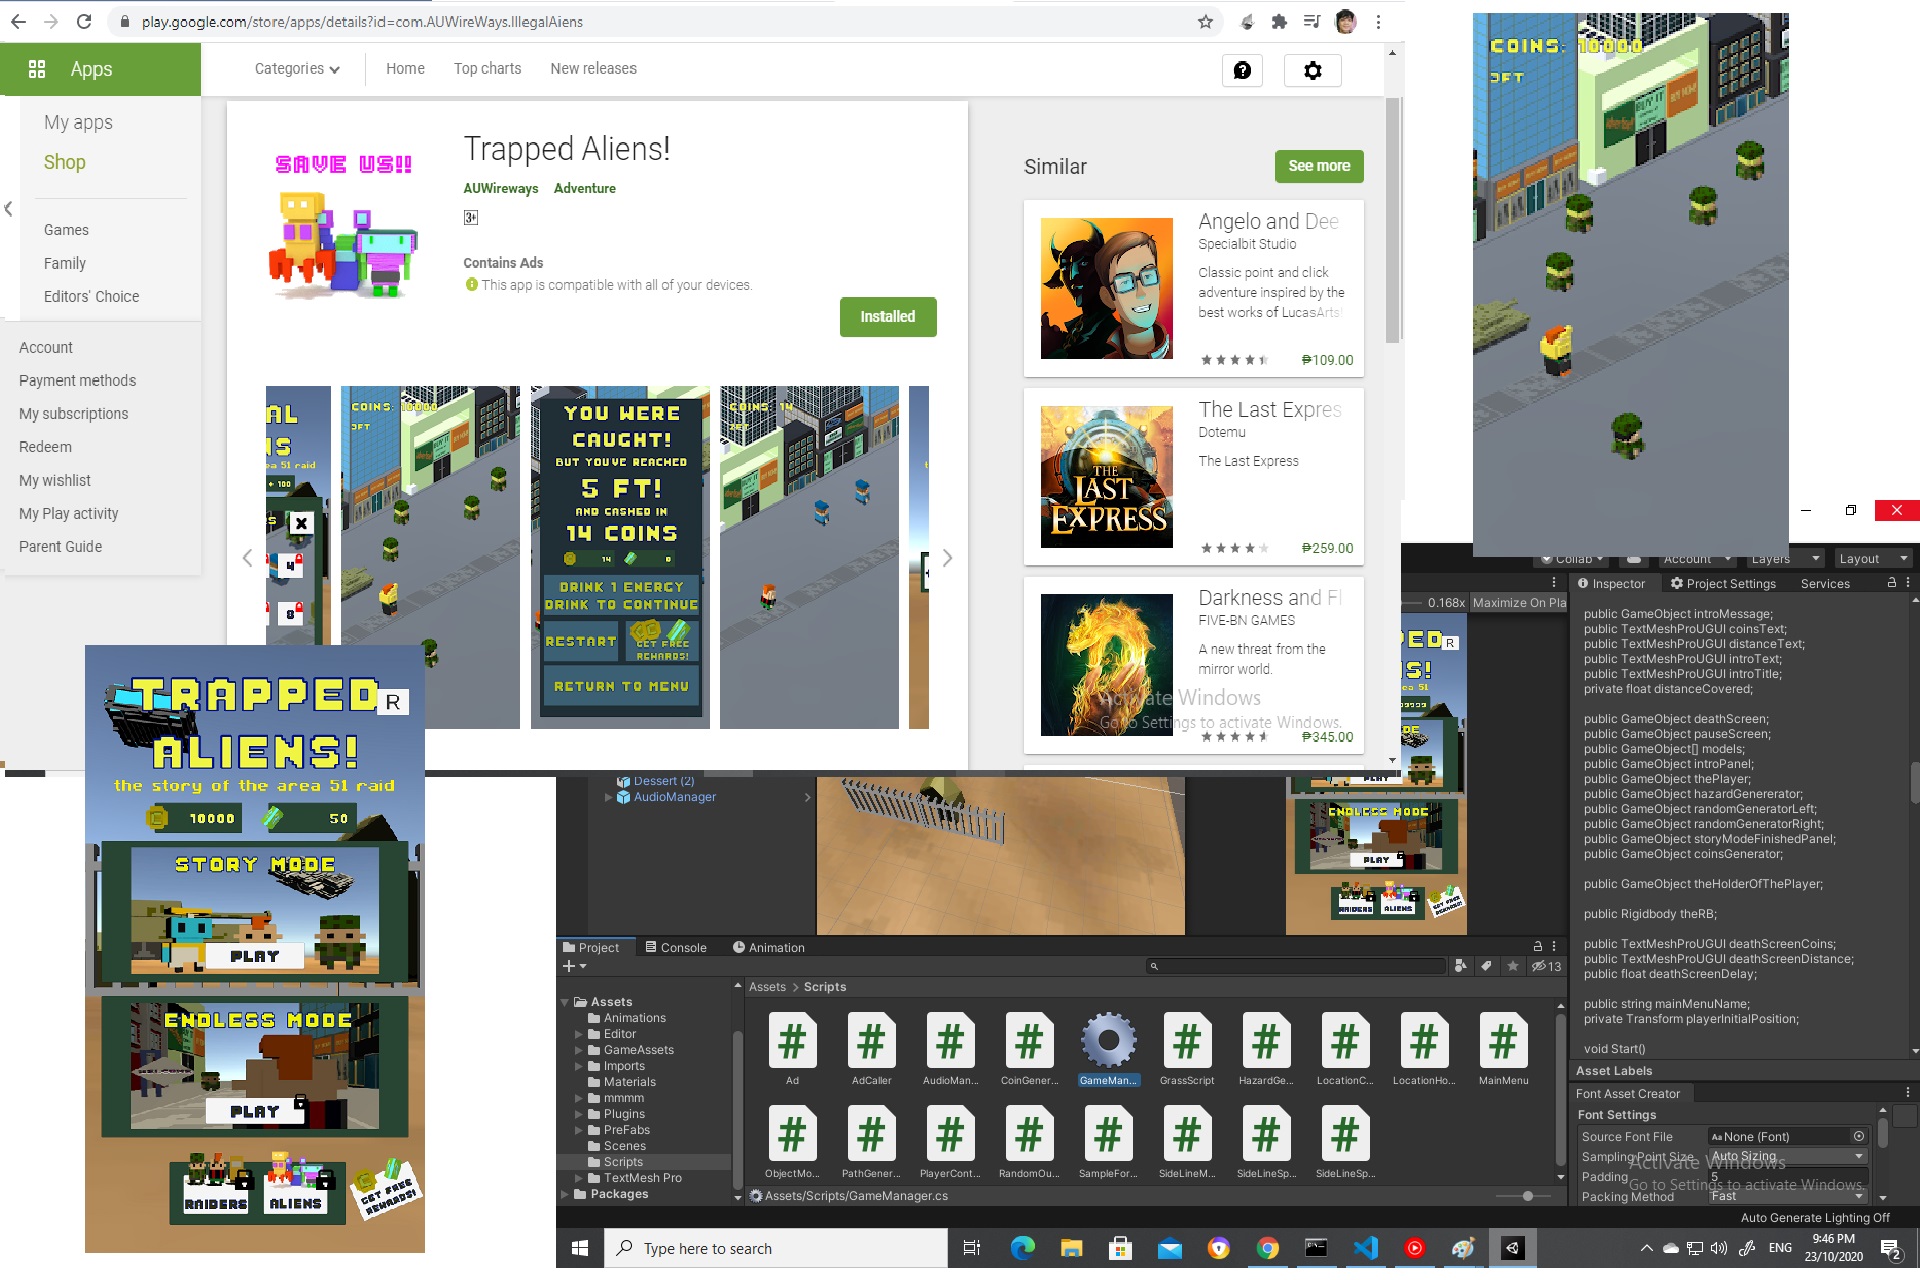 play.google.com/store/apps/details?id=com.AUWireWays.IllegalAliens
Apps
Categories
Home
Top charts
New releases
My apps
Shop
Games
Family
Editors' Choice
Account
Payment methods
My subscriptions
Redeem
My wishlist
My Play activity
Parent Guide
SAVE US!!
Trapped Aliens!
AUWireways Adventure
3+
Contains Ads
This app is compatible with all of your devices.
Installed
COINS: 10000
3FT
YOU WERE
CAUGHT!
BUT YOU'VE REACHED
5 FT!
AND CASHED IN
14 COINS
14
0
DRINK 1 ENERGY
DRINK TO CONTINUE
RESTART
GET FREE
REWARDS!
RETURN TO MENU
COINS: 14
2FT
Similar
See more
Angelo and Dee
Specialbit Studio
Classic point and click
adventure inspired by the
best works of LucasArts!
₱109.00
The Last Expres
Dotemu
The Last Express
THE
LAST
EXPRESS
₱259.00
Darkness and Fl
FIVE-BN GAMES
A new threat from the
mirror world.
₱345.00
Activate Windows
Go to Settings to activate Windows.
COINS: 10000
3FT
BUY IT
TRAPPED
R
ALIENS!
the story of the area 51 raid
10000
50
STORY MODE
PLAY
ENDLESS MODE
PLAY
RAIDERS
ALIENS
GET FREE
REWARDS!
Dessert (2)
AudioManager
ENDLESS MODE
PLAY
RAIDERS
ALIENS
GET FREE
REWARDS!
Collab
Account
Layers
Layout
Inspector
Project Settings
Services
0.168x
Maximize On Pla
public GameObject introMessage;
public TextMeshProUGUI coinsText;
public TextMeshProUGUI distanceText;
public TextMeshProUGUI introText;
public TextMeshProUGUI introTitle;
private float distanceCovered;
public GameObject deathScreen;
public GameObject pauseScreen;
public GameObject[] models;
public GameObject introPanel;
public GameObject thePlayer;
public GameObject hazardGenererator;
public GameObject randomGeneratorLeft;
public GameObject randomGeneratorRight;
public GameObject storyModeFinishedPanel;
public GameObject coinsGenerator;
public GameObject theHolderOfThePlayer;
public Rigidbody theRB;
public TextMeshProUGUI deathScreenCoins;
public TextMeshProUGUI deathScreenDistance;
public float deathScreenDelay;
public string mainMenuName;
private Transform playerInitialPosition;
void Start()
Asset Labels
Font Asset Creator
Font Settings
Source Font File
None (Font)
Sampling Point Size
Auto Sizing
Padding
5
Packing Method
Fast
Activate Windows
Go to Settings to activate Windows.
Auto Generate Lighting Off
Project
Console
Animation
13
Assets
Animations
Editor
GameAssets
Imports
Materials
mmmm
Plugins
PreFabs
Scenes
Scripts
TextMesh Pro
Packages
Assets > Scripts
Ad
AdCaller
AudioMan...
CoinGener...
GameMan...
GrassScript
HazardGe...
LocationC...
LocationHo...
MainMenu
ObjectMo...
PathGener...
PlayerCont...
RandomOu...
SampleFor...
SideLineM...
SideLineSp...
SideLineSp...
Assets/Scripts/GameManager.cs
Type here to search
ENG
9:46 PM
23/10/2020
2